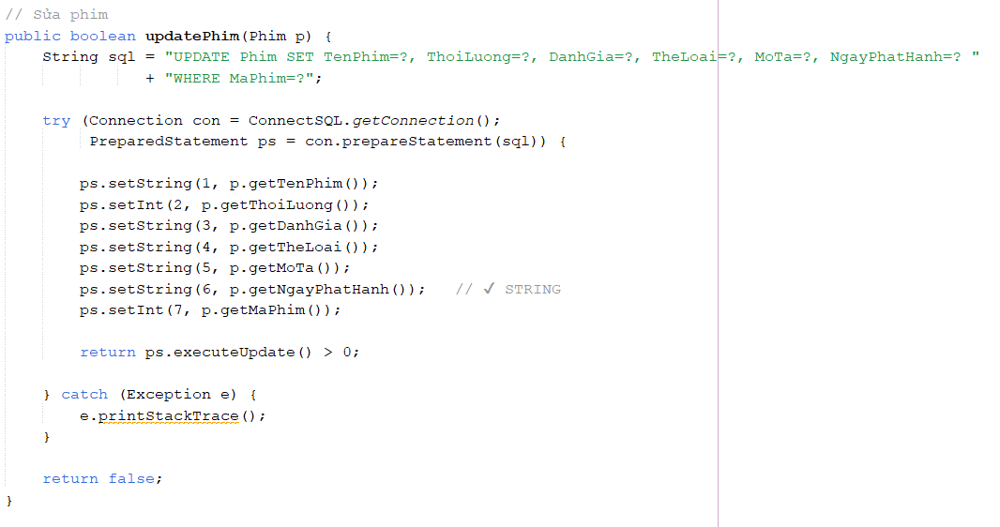 // Sửa phim
public boolean updatePhim(Phim p) {
    String sql = "UPDATE Phim SET TenPhim=?, ThoiLuong=?, DanhGia=?, TheLoai=?, MoTa=?, NgayPhatHanh=? "
               + "WHERE MaPhim=?";
    try (Connection con = ConnectSQL.getConnection();
         PreparedStatement ps = con.prepareStatement(sql)) {
        ps.setString(1, p.getTenPhim());
        ps.setInt(2, p.getThoiLuong());
        ps.setString(3, p.getDanhGia());
        ps.setString(4, p.getTheLoai());
        ps.setString(5, p.getMoTa());
        ps.setString(6, p.getNgayPhatHanh());   // ✔ STRING
        ps.setInt(7, p.getMaPhim());
        return ps.executeUpdate() > 0;
    } catch (Exception e) {
        e.printStackTrace();
    }
    return false;
}